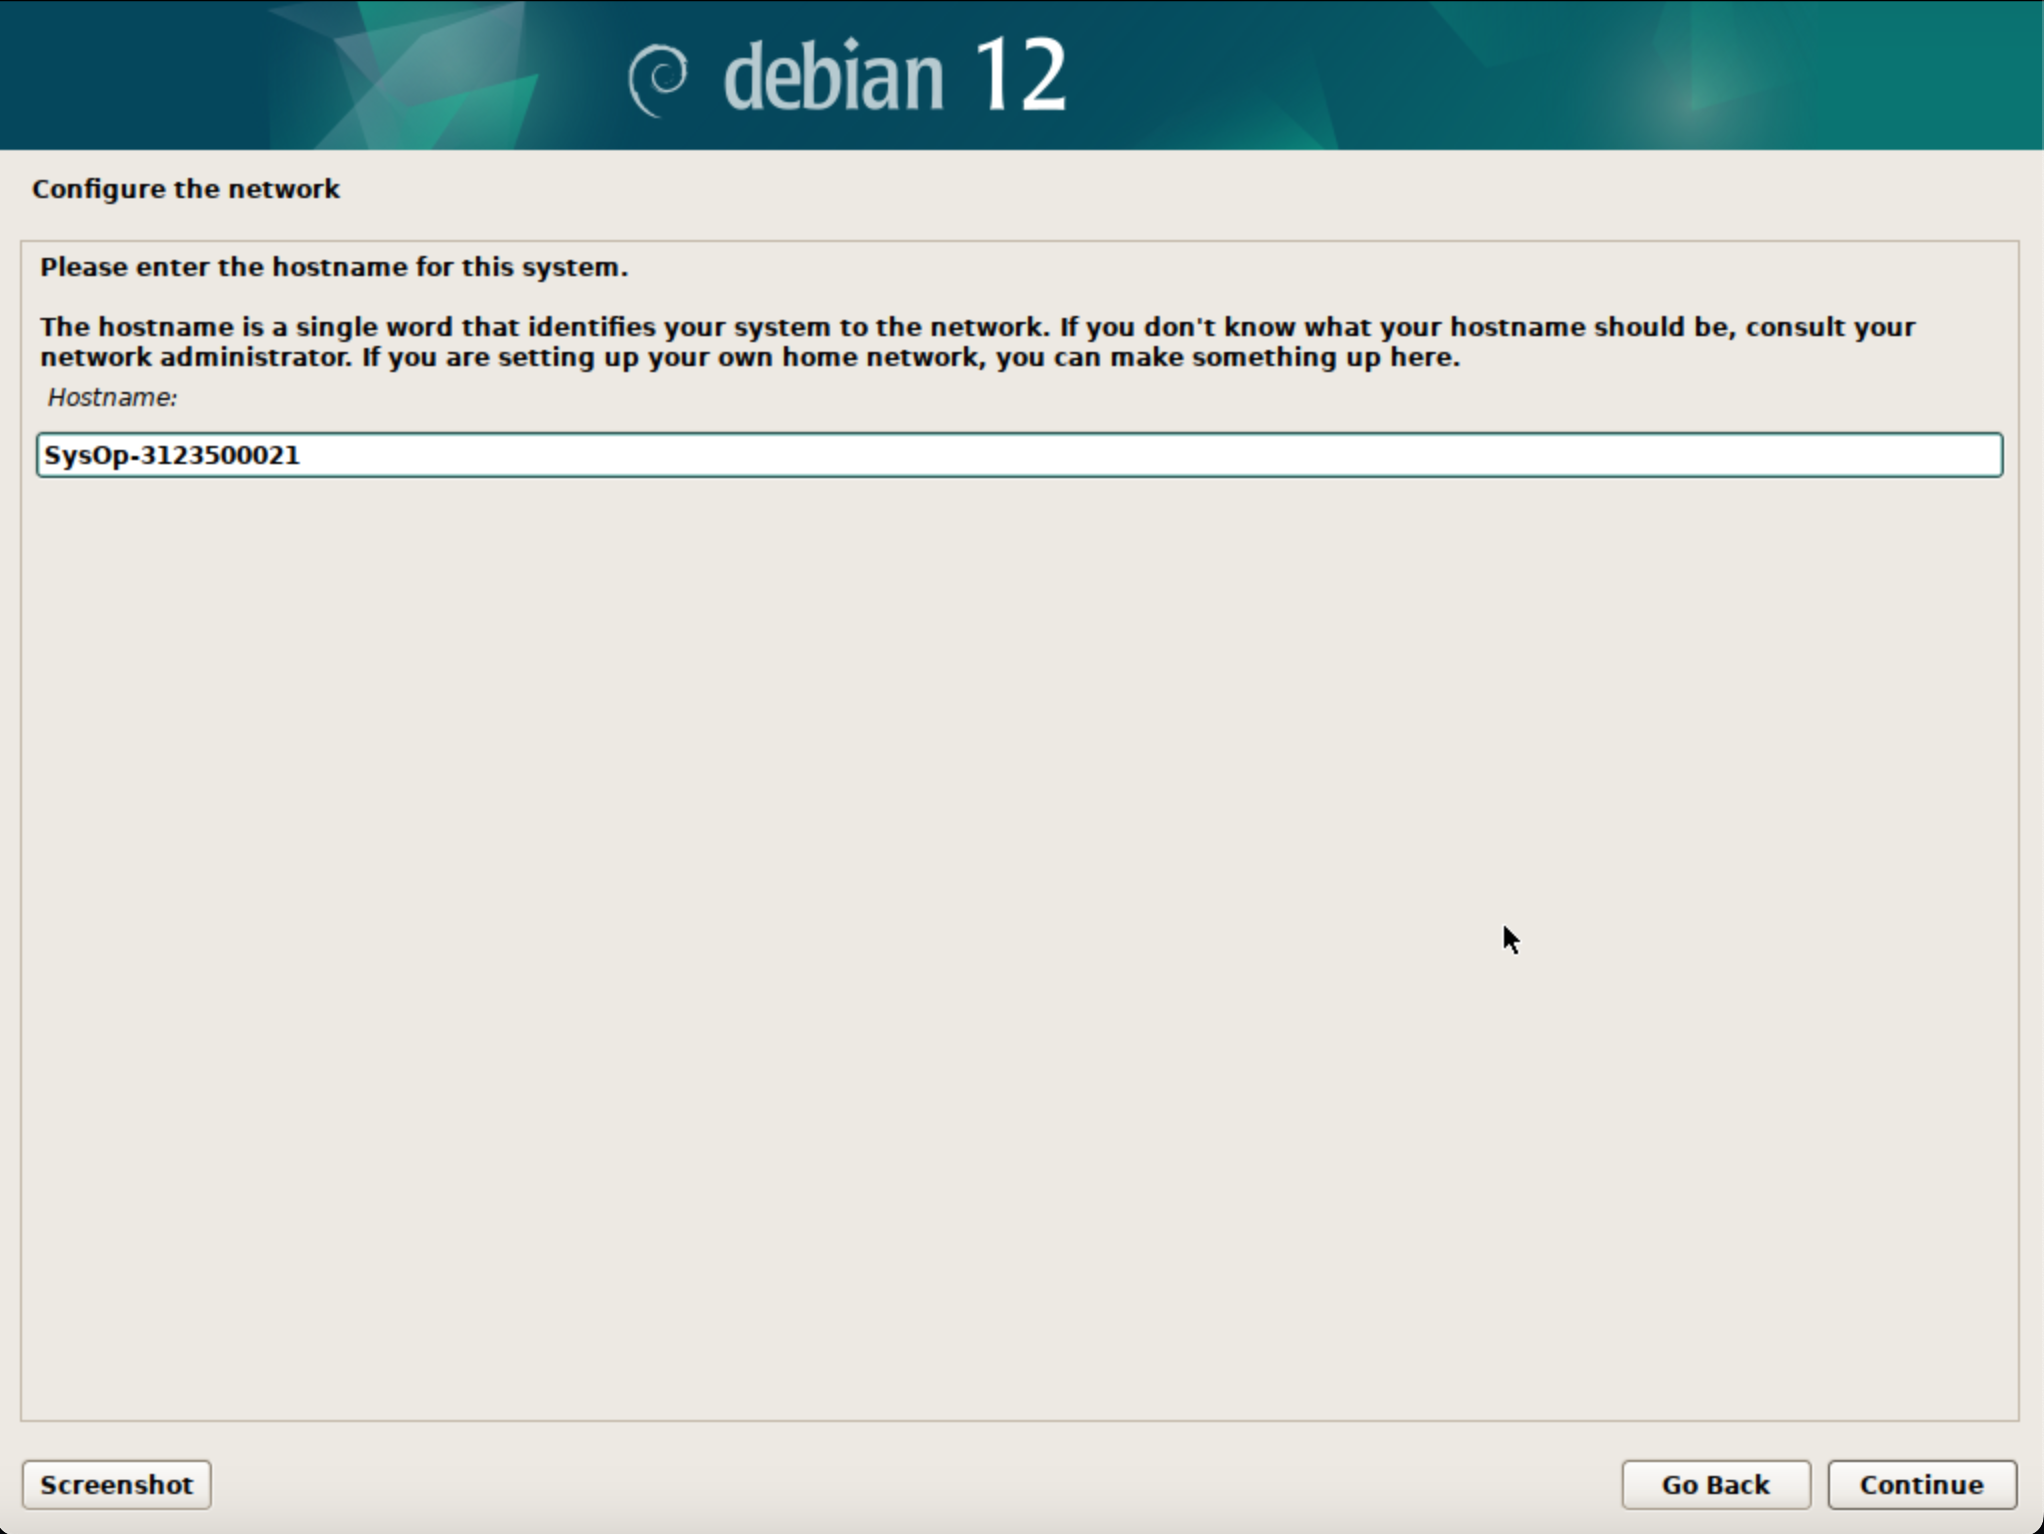 debian 12
Configure the network
Please enter the hostname for this system.
The hostname is a single word that identifies your system to the network. If you don't know what your hostname should be, consult your
network administrator. If you are setting up your own home network, you can make something up here.
Hostname:
SysOp-3123500021
Screenshot
Go Back
Continue